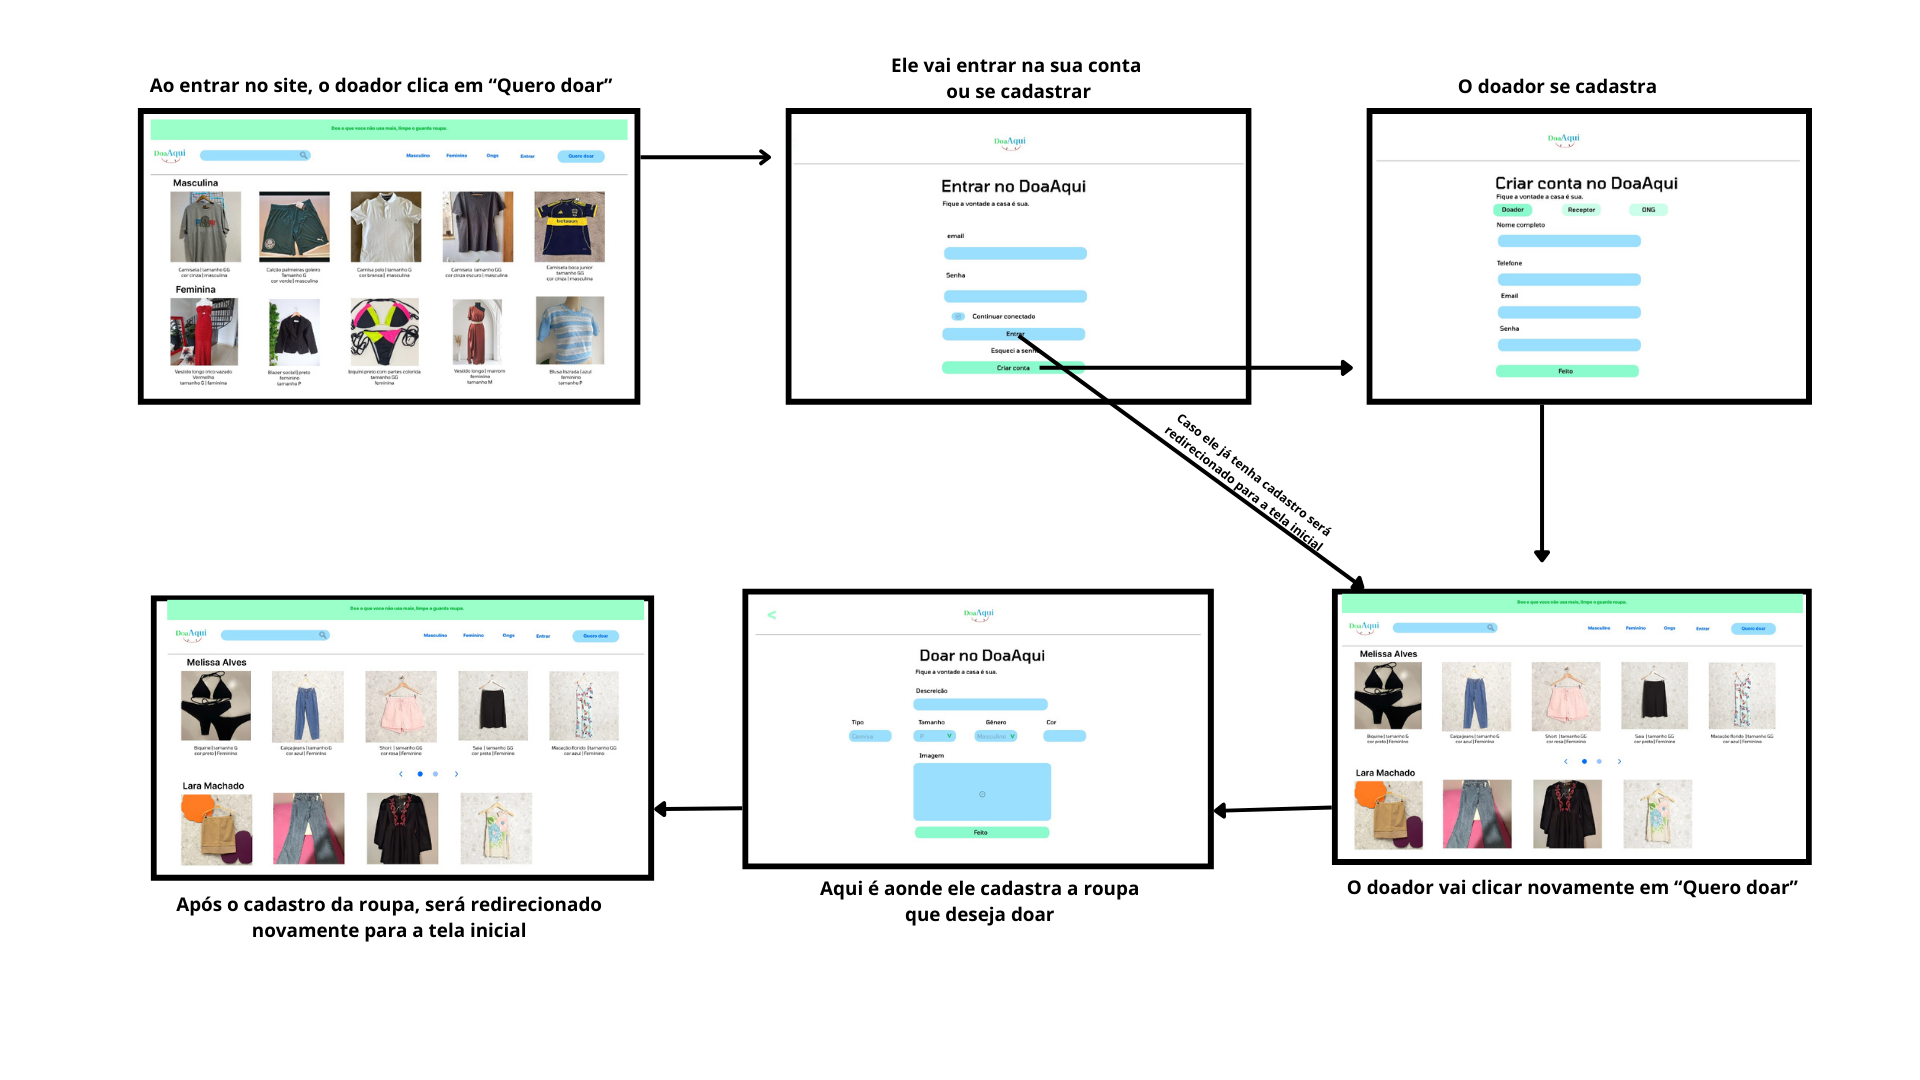 Ao entrar no site, o doador clica em “Quero doar”
Doe o que voce não usa mais, limpe o guarda roupa.
DoaAqui
Masculino
Feminino
Ongs
Entrar
Quero doar
Masculina
Camiseta | tamanho GG
cor cinza | masculina
Calção palmeiras goleiro
Tamanho G
cor verde | masculina
Camisa polo | tamanho G
cor branca | masculina
Camiseta tamanho GG
cor cinza escuro | masculina
Camiseta boca junior
tamanho GG
cor cinza | masculina
Feminina
Vestido longo
Vermelha
tamanho G | feminina
Blazer social | preto
feminino
tamanho P
Biquini preto com partes colorida
tamanho GG
feminina
Vestido longo | marrom
feminino
tamanho M
Blusa listrada | azul
feminina
tamanho P
Ele vai entrar na sua conta
ou se cadastrar
DoaAqui
Entrar no DoaAqui
Fique a vontade a casa é sua.
email
Senha
Continuar conectado
Entrar
Esqueci a senha
Criar conta
O doador se cadastra
DoaAqui
Criar conta no DoaAqui
Fique a vontade a casa é sua.
Doador
Receptor
ONG
Nome completo
Telefone
Email
Senha
Feito
Caso ele já tenha cadastro será
redirecionado para a tela inicial
Doe o que voce não usa mais, limpe o guarda roupa.
DoaAqui
Masculino
Feminino
Ongs
Entrar
Quero doar
Melissa Alves
Biquine | tamanho G
cor preto | Feminino
Calça jeans | tamanho G
cor azul | Feminino
Short | tamanho GG
cor rosa | Feminino
Saia | tamanho GG
cor preto | Feminino
Macacão florido | tamanho GG
cor azul | Feminino
Lara Machado
O doador vai clicar novamente em “Quero doar”
<
DoaAqui
Doar no DoaAqui
Fique a vontade a casa é sua.
Descreição
Tipo
Tamanho
Gênero
Cor
Camisa
P
Masculino
Imagem
Feito
Aqui é aonde ele cadastra a roupa
que deseja doar
Doe o que voce não usa mais, limpe o guarda roupa.
DoaAqui
Masculino
Feminino
Ongs
Entrar
Quero doar
Melissa Alves
Biquine | tamanho G
cor preto | Feminino
Calça jeans | tamanho G
cor azul | Feminino
Short | tamanho GG
cor rosa | Feminino
Saia | tamanho GG
cor preto | Feminino
Macacão florido | tamanho GG
cor azul | Feminino
Lara Machado
Após o cadastro da roupa, será redirecionado
novamente para a tela inicial